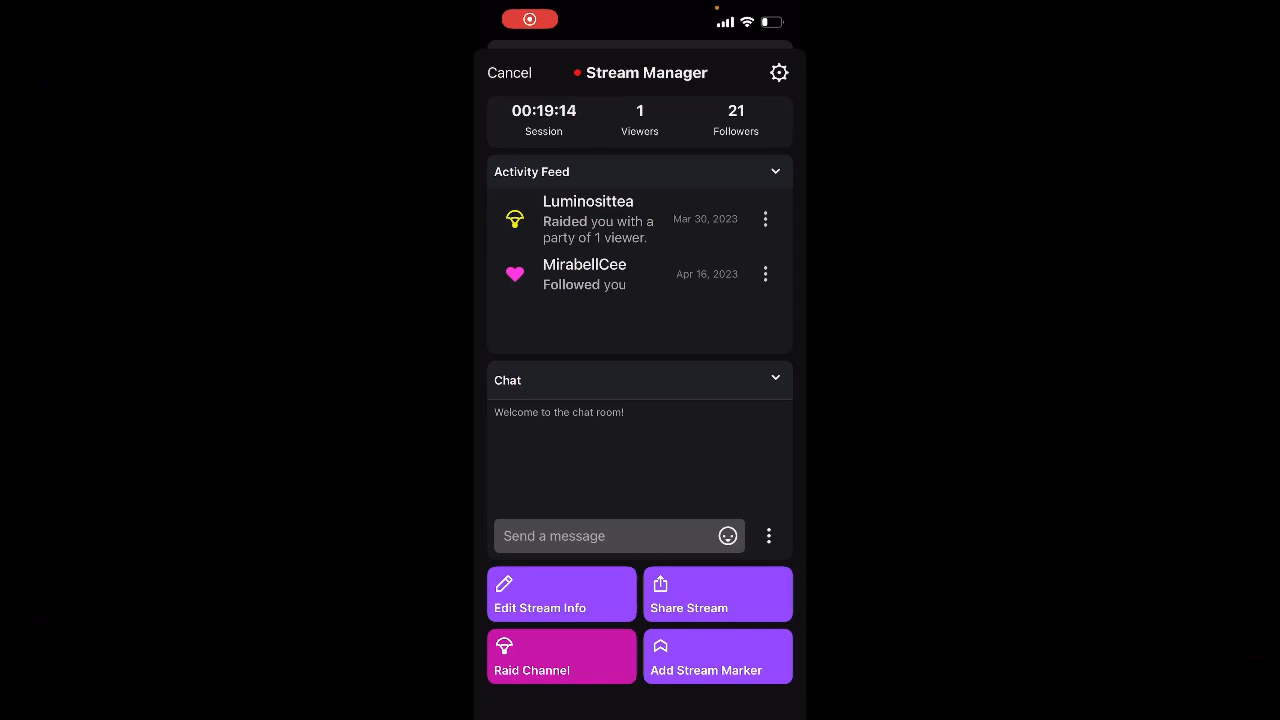 Cancel
Stream Manager
00:19:14
1
21
Session
Viewers
Followers
Activity Feed
Luminosittea
Raided you with a
party of 1 viewer.
Mar 30, 2023
MirabellCee
Followed you
Apr 16, 2023
Chat
Welcome to the chat room!
Send a message
Edit Stream Info
Share Stream
Raid Channel
Add Stream Marker